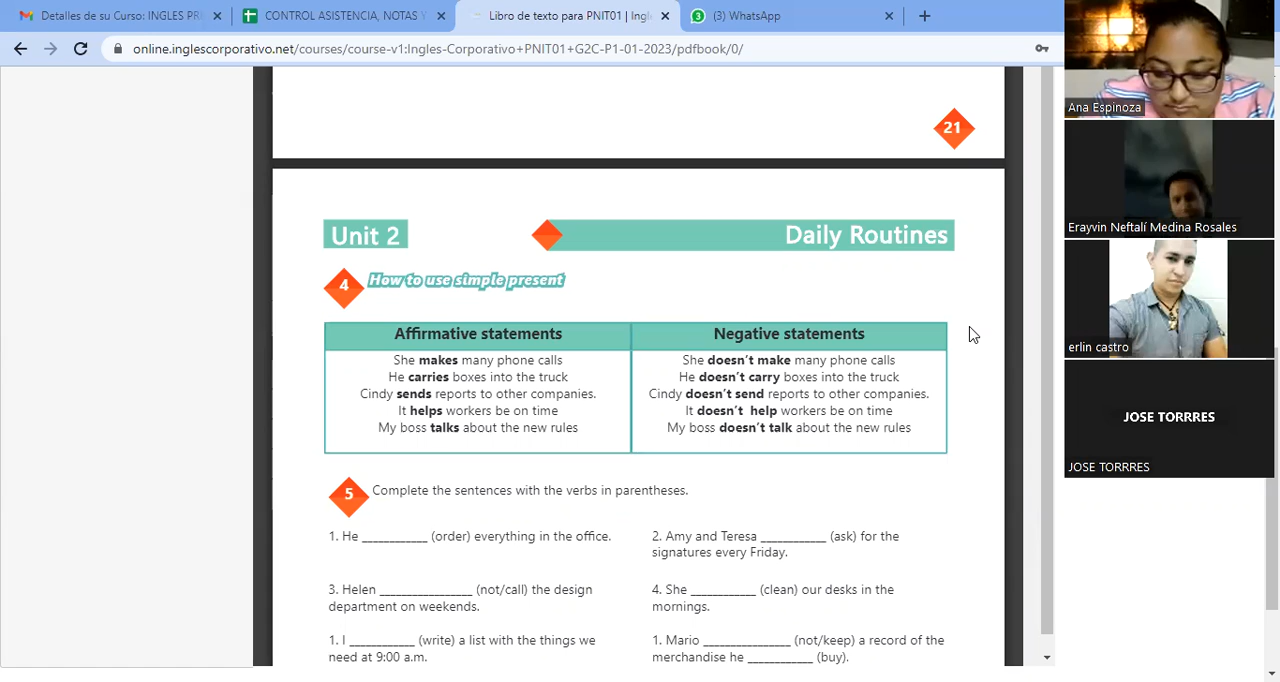 Detalles de su Curso: INGLES PRI
CONTROL ASISTENCIA, NOTAS Y
Libro de texto para PNIT01 | Ingl
(3) WhatsApp
online.inglescorporativo.net/courses/course-v1:Ingles-Corporativo+PNIT01+G2C-P1-01-2023/pdfbook/0/
21
Unit 2
Daily Routines
4 How to use simple present
Affirmative statements
She makes many phone calls
He carries boxes into the truck
Cindy sends reports to other companies.
It helps workers be on time
My boss talks about the new rules
Negative statements
She doesn't make many phone calls
He doesn't carry boxes into the truck
Cindy doesn't send reports to other companies.
It doesn't help workers be on time
My boss doesn't talk about the new rules
5 Complete the sentences with the verbs in parentheses.
1. He ____________ (order) everything in the office.
2. Amy and Teresa ____________ (ask) for the
signatures every Friday.
3. Helen _________________ (not/call) the design
department on weekends.
4. She ____________ (clean) our desks in the
mornings.
1. I ____________ (write) a list with the things we
need at 9:00 a.m.
1. Mario ________________ (not/keep) a record of the
merchandise he ____________ (buy).
Ana Espinoza
Erayvin Neftalí Medina Rosales
erlin castro
JOSE TORRRES
JOSE TORRRES